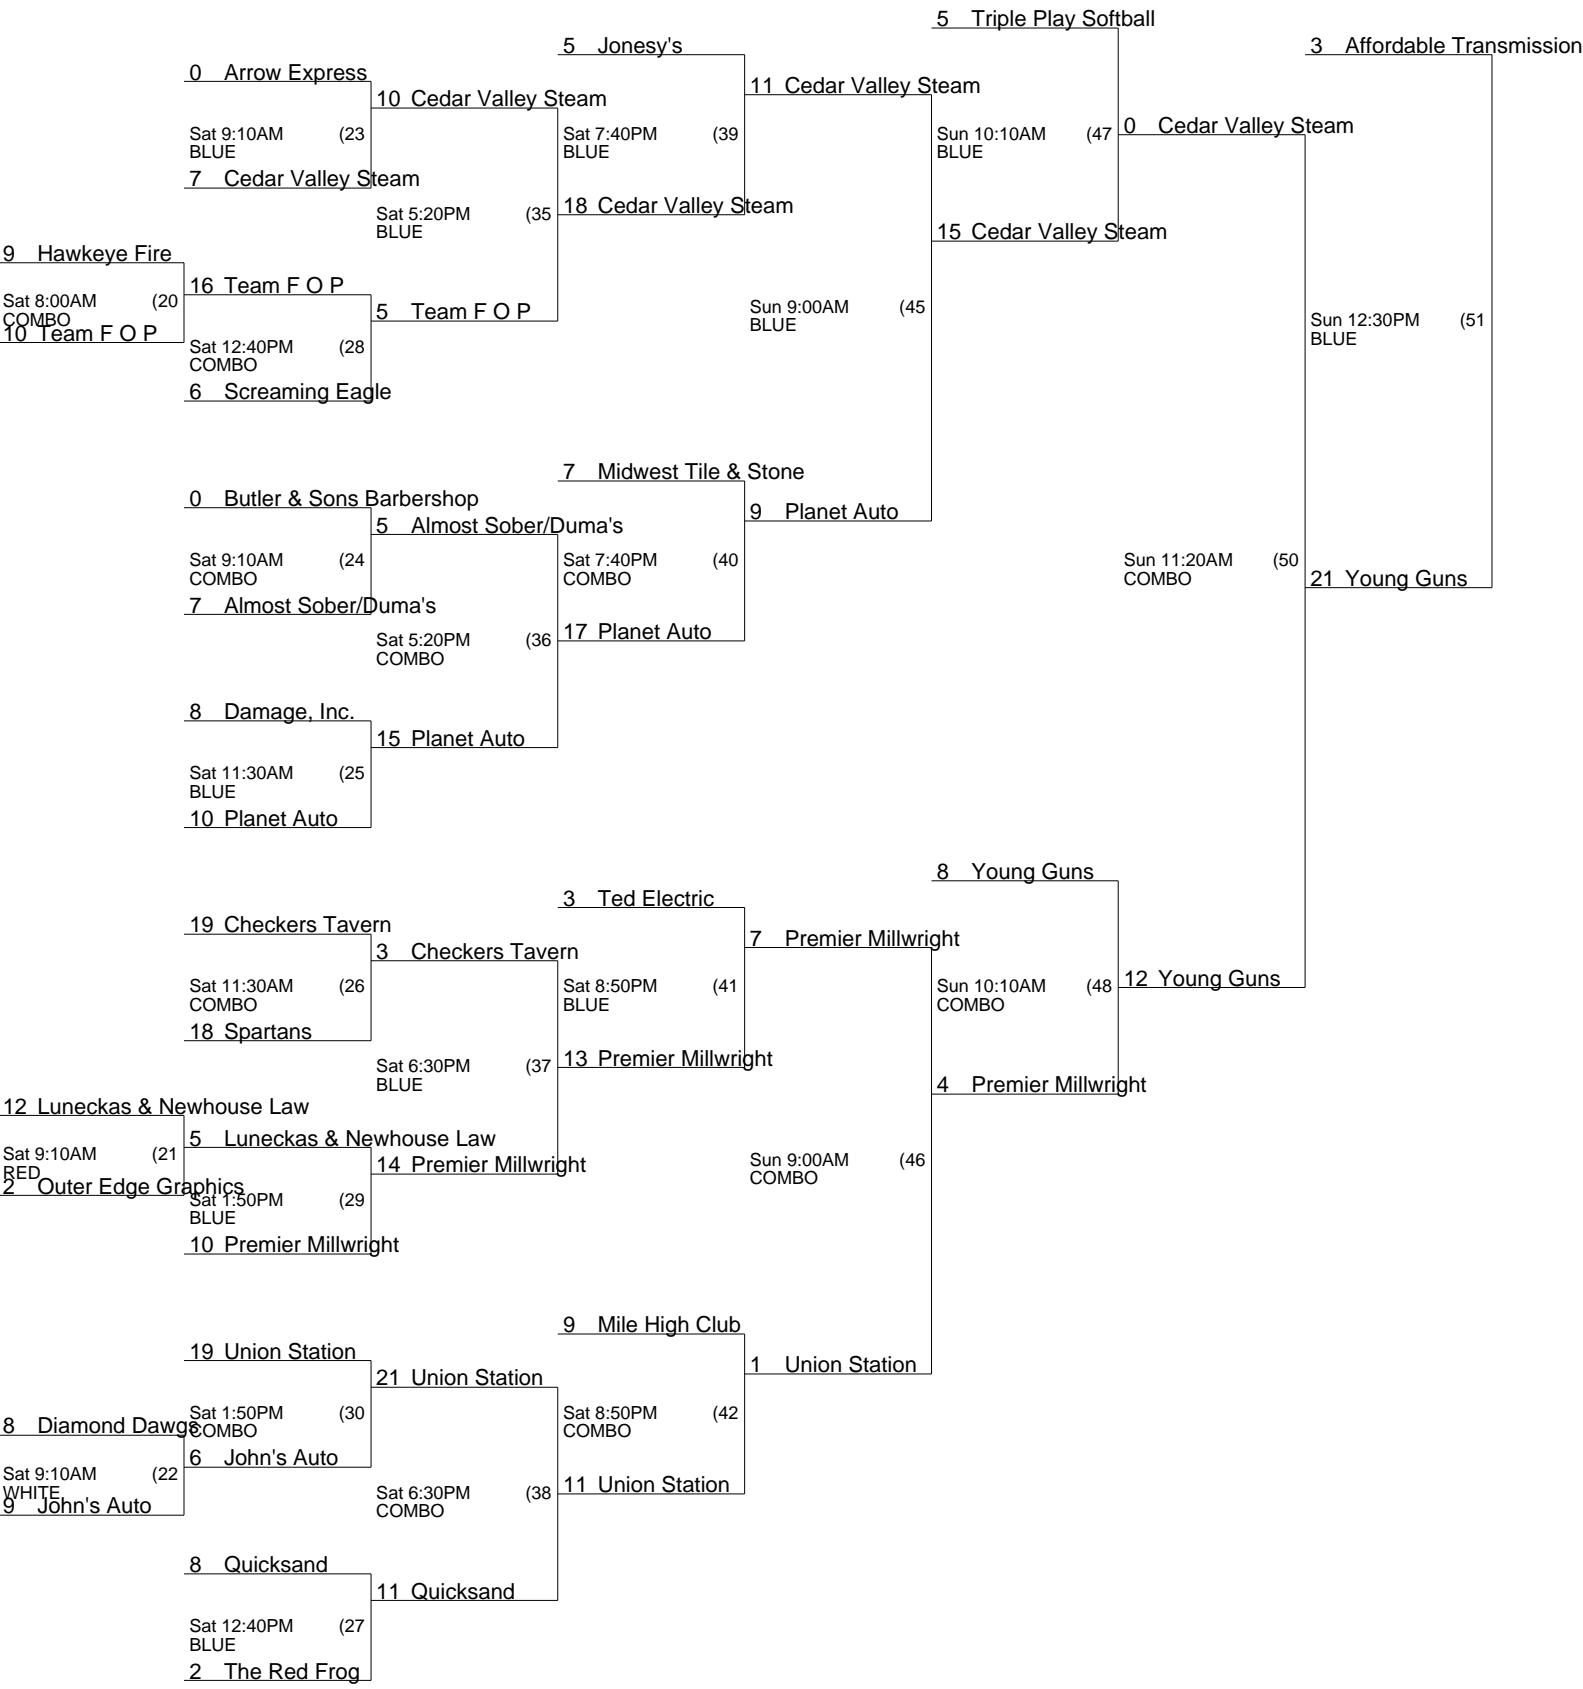 5 Triple Play Softball
5 Jonesy's
3 Affordable Transmission
0 Arrow Express
11 Cedar Valley Steam
10 Cedar Valley Steam
Sat 9:10AM (23
BLUE
Sat 7:40PM (39
BLUE
Sun 10:10AM (47
BLUE
0 Cedar Valley Steam
7 Cedar Valley Steam
Sat 5:20PM (35
BLUE
18 Cedar Valley Steam
15 Cedar Valley Steam
9 Hawkeye Fire
16 Team F O P
Sat 8:00AM (20
COMBO
5 Team F O P
Sun 9:00AM (45
BLUE
Sun 12:30PM (51
BLUE
10 Team F O P
Sat 12:40PM (28
COMBO
6 Screaming Eagle
7 Midwest Tile & Stone
0 Butler & Sons Barbershop
9 Planet Auto
5 Almost Sober/Duma's
Sat 9:10AM (24
COMBO
Sat 7:40PM (40
COMBO
Sun 11:20AM (50
COMBO
21 Young Guns
7 Almost Sober/Duma's
Sat 5:20PM (36
COMBO
17 Planet Auto
8 Damage, Inc.
15 Planet Auto
Sat 11:30AM (25
BLUE
10 Planet Auto
8 Young Guns
3 Ted Electric
19 Checkers Tavern
7 Premier Millwright
3 Checkers Tavern
Sat 11:30AM (26
COMBO
Sat 8:50PM (41
BLUE
Sun 10:10AM (48
COMBO
12 Young Guns
18 Spartans
Sat 6:30PM (37
BLUE
13 Premier Millwright
4 Premier Millwright
12 Luneckas & Newhouse Law
5 Luneckas & Newhouse Law
Sat 9:10AM (21
RED
14 Premier Millwright
Sun 9:00AM (46
COMBO
2 Outer Edge Graphics
Sat 1:50PM (29
BLUE
10 Premier Millwright
9 Mile High Club
19 Union Station
1 Union Station
21 Union Station
Sat 1:50PM (30
COMBO
Sat 8:50PM (42
COMBO
8 Diamond Dawgs
6 John's Auto
Sat 9:10AM (22
WHITE
Sat 6:30PM (38
COMBO
11 Union Station
9 John's Auto
8 Quicksand
11 Quicksand
Sat 12:40PM (27
BLUE
2 The Red Frog